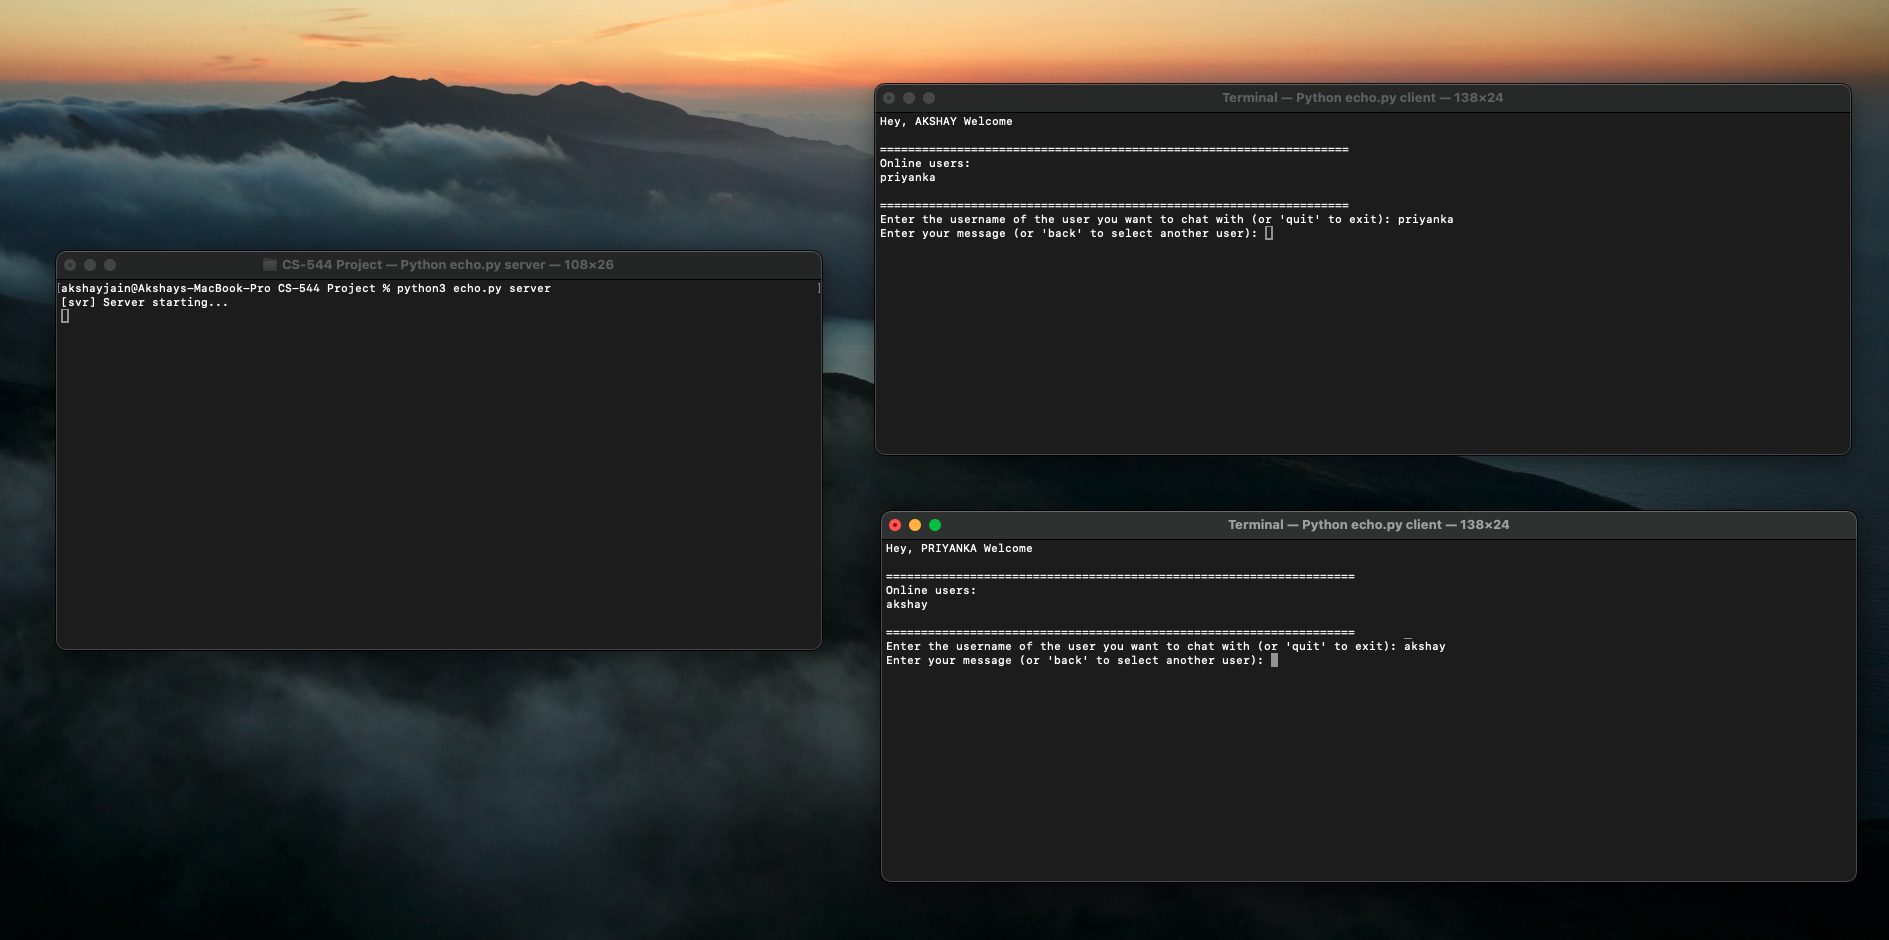 CS-544 Project — Python echo.py server — 108×26
[akshayjain@Akshays-MacBook-Pro CS-544 Project % python3 echo.py server ]
[svr] Server starting...
Terminal — Python echo.py client — 138×24
Hey, AKSHAY Welcome
===================================================================
Online users:
priyanka
===================================================================
Enter the username of the user you want to chat with (or 'quit' to exit): priyanka
Enter your message (or 'back' to select another user):
Terminal — Python echo.py client — 138×24
Hey, PRIYANKA Welcome
===================================================================
Online users:
akshay
===================================================================
Enter the username of the user you want to chat with (or 'quit' to exit): akshay
Enter your message (or 'back' to select another user):